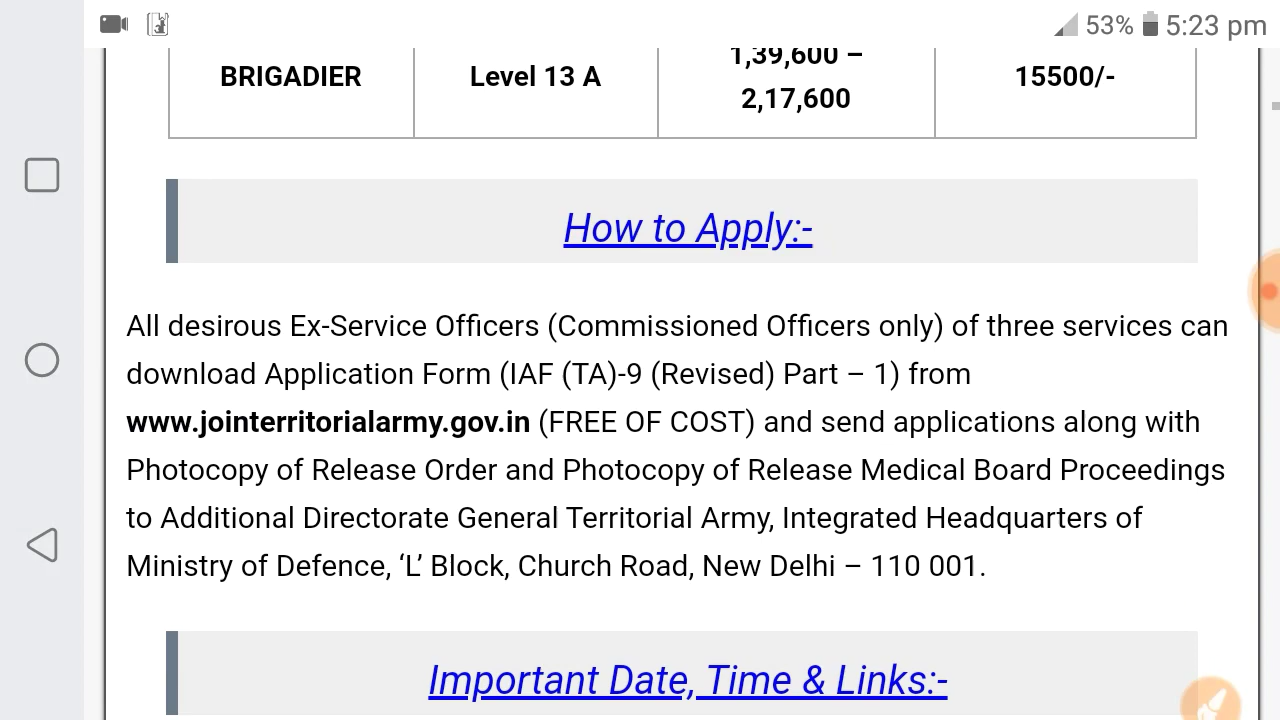 53% 5:23 pm
BRIGADIER Level 13 A 1,39,600 – 2,17,600 15500/-
How to Apply:-
All desirous Ex-Service Officers (Commissioned Officers only) of three services can
download Application Form (IAF (TA)-9 (Revised) Part – 1) from
www.jointerritorialarmy.gov.in (FREE OF COST) and send applications along with
Photocopy of Release Order and Photocopy of Release Medical Board Proceedings
to Additional Directorate General Territorial Army, Integrated Headquarters of
Ministry of Defence, ‘L’ Block, Church Road, New Delhi – 110 001.
Important Date, Time & Links:-